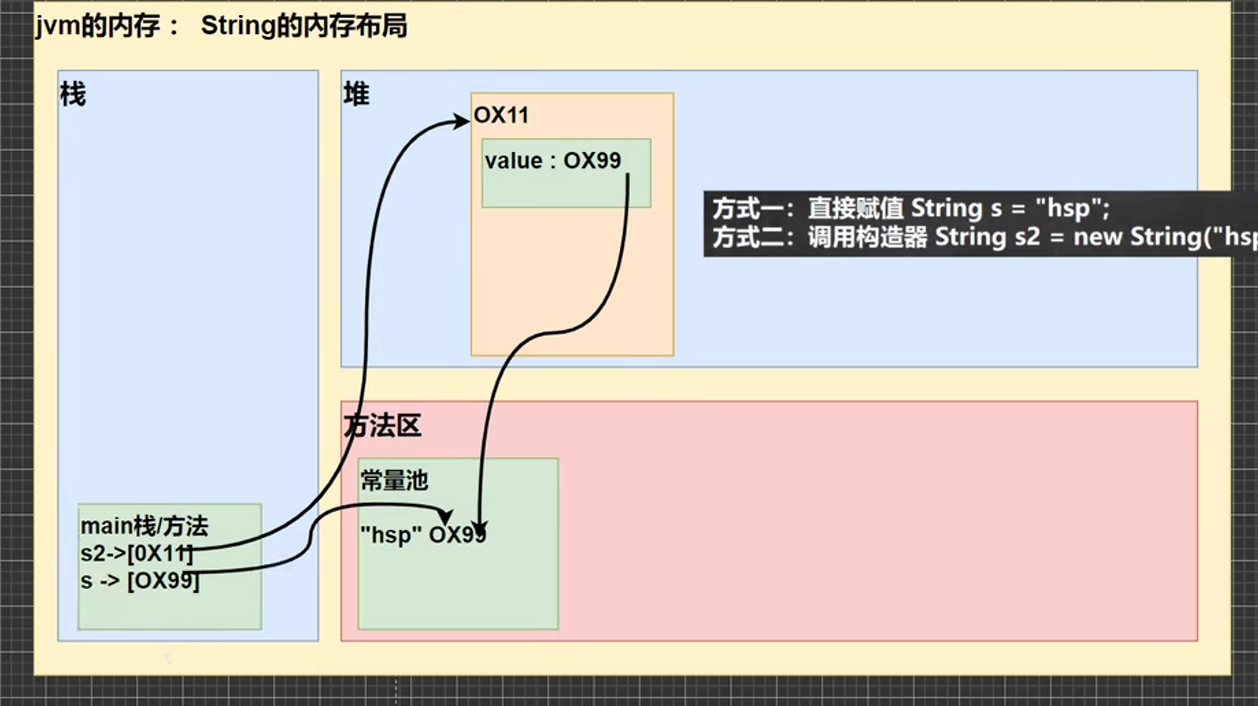 jvm的内存： String的内存布局
栈
堆
OX11
value : OX99
方式一：直接赋值 String s = "hsp";
方式二：调用构造器 String s2 = new String("hsp
方法区
常量池
"hsp" OX99
main栈/方法
s2->[0X11]
s -> [OX99]